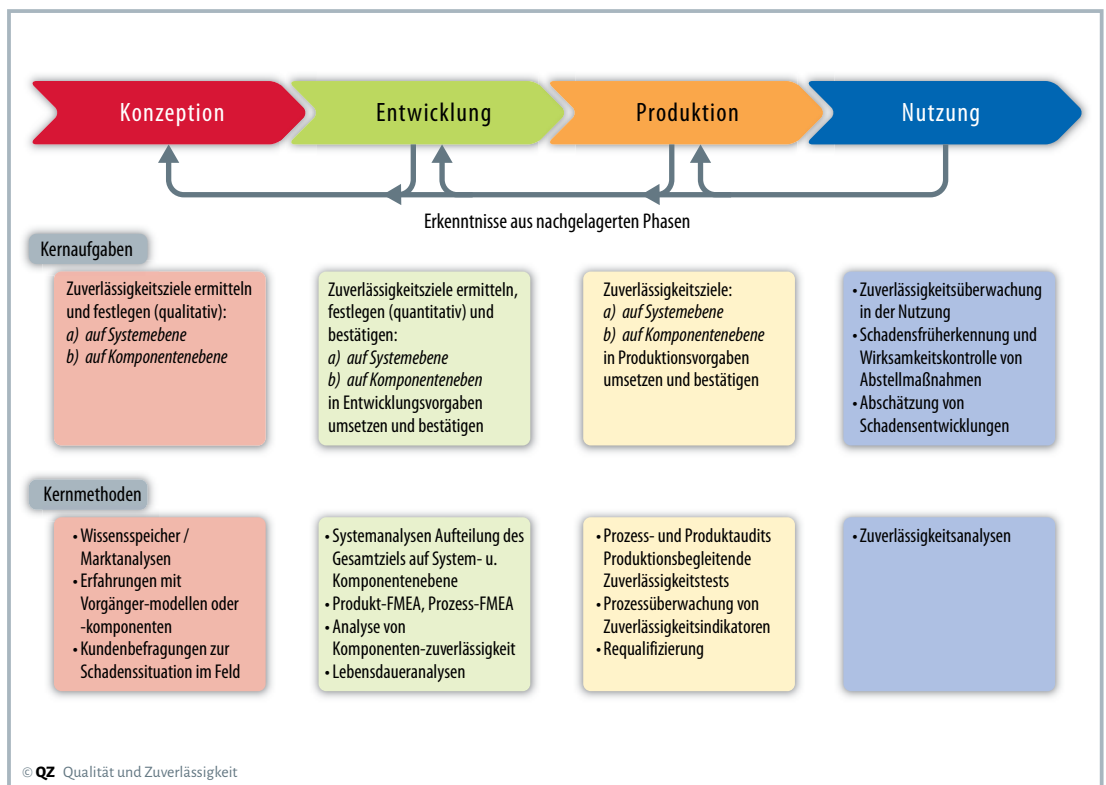 Konzeption
Entwicklung
Produktion
Nutzung
Erkenntnisse aus nachgelagerten Phasen
Kernaufgaben
Zuverlässigkeitsziele ermitteln
und festlegen (qualitativ):
a) auf Systemebene
b) auf Komponentenebene
Zuverlässigkeitsziele ermitteln,
festlegen (quantitativ) und
bestätigen:
a) auf Systemebene
b) auf Komponenteneben
in Entwicklungsvorgaben
umsetzen und bestätigen
Zuverlässigkeitsziele:
a) auf Systemebene
b) auf Komponentenebene
in Produktionsvorgaben
umsetzen und bestätigen
• Zuverlässigkeitsüberwachung
in der Nutzung
• Schadensfrüherkennung und
Wirksamkeitskontrolle von
Abstellmaßnahmen
• Abschätzung von
Schadensentwicklungen
Kernmethoden
• Wissensspeicher /
Marktanalysen
• Erfahrungen mit
Vorgänger-modellen oder
-komponenten
• Kundenbefragungen zur
Schadenssituation im Feld
• Systemanalysen Aufteilung des
Gesamtziels auf System- u.
Komponentenebene
• Produkt-FMEA, Prozess-FMEA
• Analyse von
Komponenten-zuverlässigkeit
• Lebensdaueranalysen
• Prozess- und Produktaudits
Produktionsbegleitende
Zuverlässigkeitstests
• Prozessüberwachung von
Zuverlässigkeitsindikatoren
• Requalifizierung
• Zuverlässigkeitsanalysen
© QZ Qualität und Zuverlässigkeit